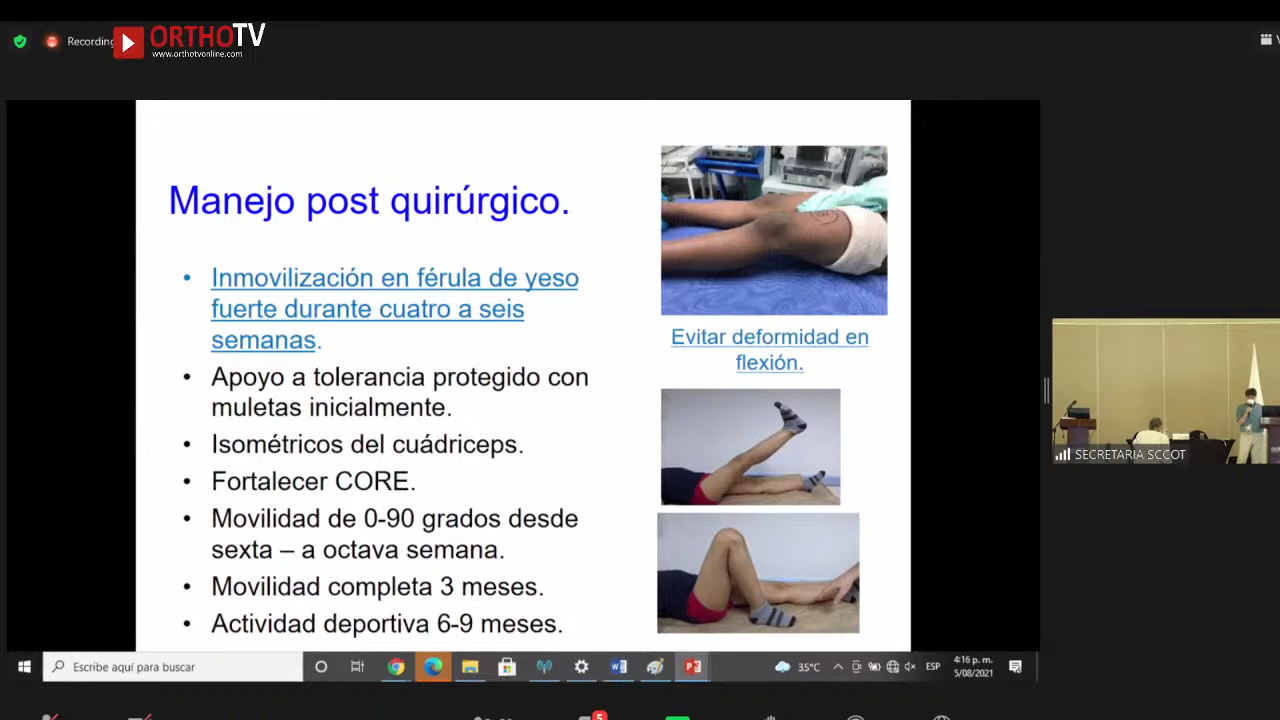 Recording
ORTHOTV
www.orthotvonline.com
Manejo post quirúrgico.
• Inmovilización en férula de yeso
fuerte durante cuatro a seis
semanas.
• Apoyo a tolerancia protegido con
muletas inicialmente.
• Isométricos del cuádriceps.
• Fortalecer CORE.
• Movilidad de 0-90 grados desde
sexta – a octava semana.
• Movilidad completa 3 meses.
• Actividad deportiva 6-9 meses.
Evitar deformidad en
flexión.
SECRETARIA SCCOT
Escribe aquí para buscar
35°C
ESP
4:16 p. m.
5/08/2021
5